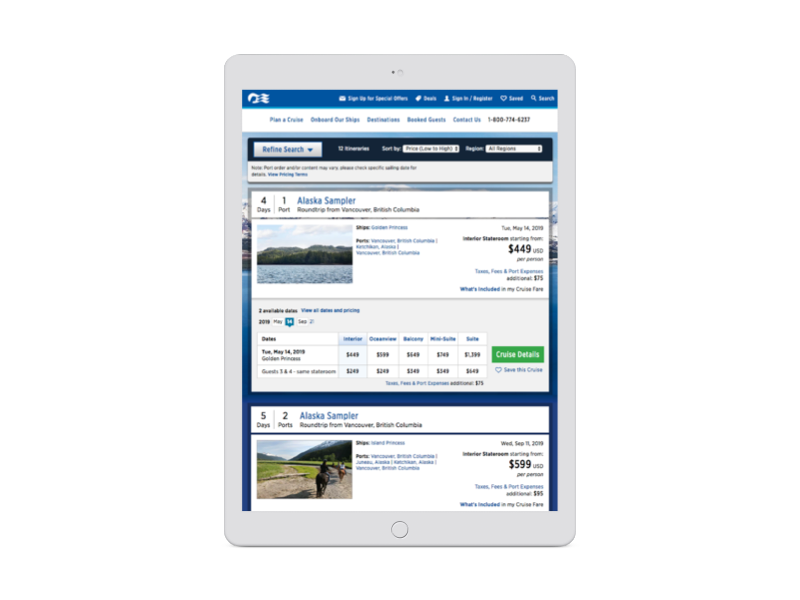 Sign Up for Special Offers Deals Sign In / Register Saved Search
Plan a Cruise Onboard Our Ships Destinations Booked Guests Contact Us 1-800-774-6237
Refine Search 12 Itineraries Sort by: Price (Low to High) Region: All Regions
Note: Port order and/or content may vary, please check specific sailing date for
details. View Pricing Terms
4 Days 1 Port Alaska Sampler
Roundtrip from Vancouver, British Columbia
Ships: Golden Princess
Ports: Vancouver, British Columbia |
Ketchikan, Alaska |
Vancouver, British Columbia
Tue, May 14, 2019
Interior Stateroom starting from:
$449 USD
per person
Taxes, Fees & Port Expenses
additional: $75
What's Included in my Cruise Fare
2 available dates View all dates and pricing
2019 May 14 Sep 21
Dates Interior Oceanview Balcony Mini-Suite Suite
Tue, May 14, 2019
Golden Princess $449 $599 $649 $749 $1,399
Guests 3 & 4 - same stateroom $249 $249 $349 $349 $649
Taxes, Fees & Port Expenses additional: $75
Cruise Details
Save this Cruise
5 Days 2 Ports Alaska Sampler
Roundtrip from Vancouver, British Columbia
Ships: Island Princess
Ports: Vancouver, British Columbia |
Juneau, Alaska | Ketchikan, Alaska |
Vancouver, British Columbia
Wed, Sep 11, 2019
Interior Stateroom starting from:
$599 USD
per person
Taxes, Fees & Port Expenses
additional: $95
What's Included in my Cruise Fare